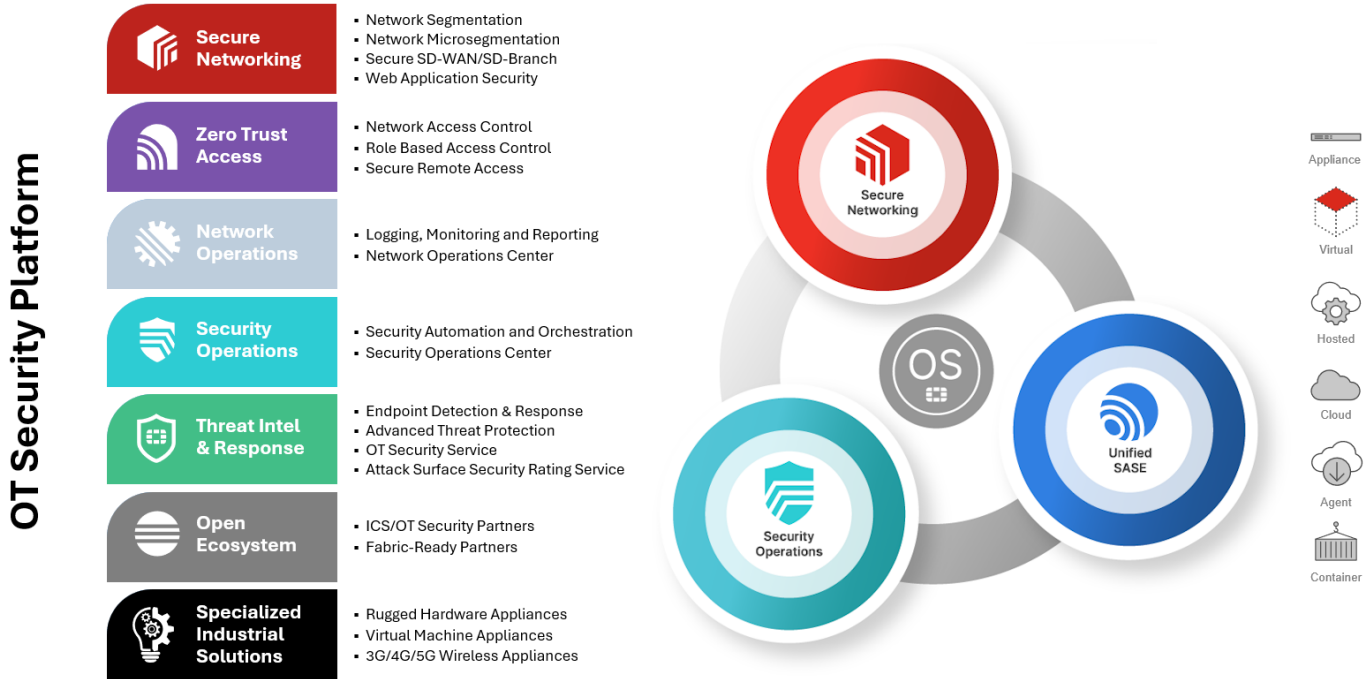 OT Security Platform
Secure
Networking
▪ Network Segmentation
▪ Network Microsegmentation
▪ Secure SD-WAN/SD-Branch
▪ Web Application Security
Zero Trust
Access
▪ Network Access Control
▪ Role Based Access Control
▪ Secure Remote Access
Network
Operations
▪ Logging, Monitoring and Reporting
▪ Network Operations Center
Security
Operations
▪ Security Automation and Orchestration
▪ Security Operations Center
Threat Intel
& Response
▪ Endpoint Detection & Response
▪ Advanced Threat Protection
▪ OT Security Service
▪ Attack Surface Security Rating Service
Open
Ecosystem
▪ ICS/OT Security Partners
▪ Fabric-Ready Partners
Specialized
Industrial
Solutions
▪ Rugged Hardware Appliances
▪ Virtual Machine Appliances
▪ 3G/4G/5G Wireless Appliances
Secure
Networking
OS
Unified
SASE
Security
Operations
Appliance
Virtual
Hosted
Cloud
Agent
Container